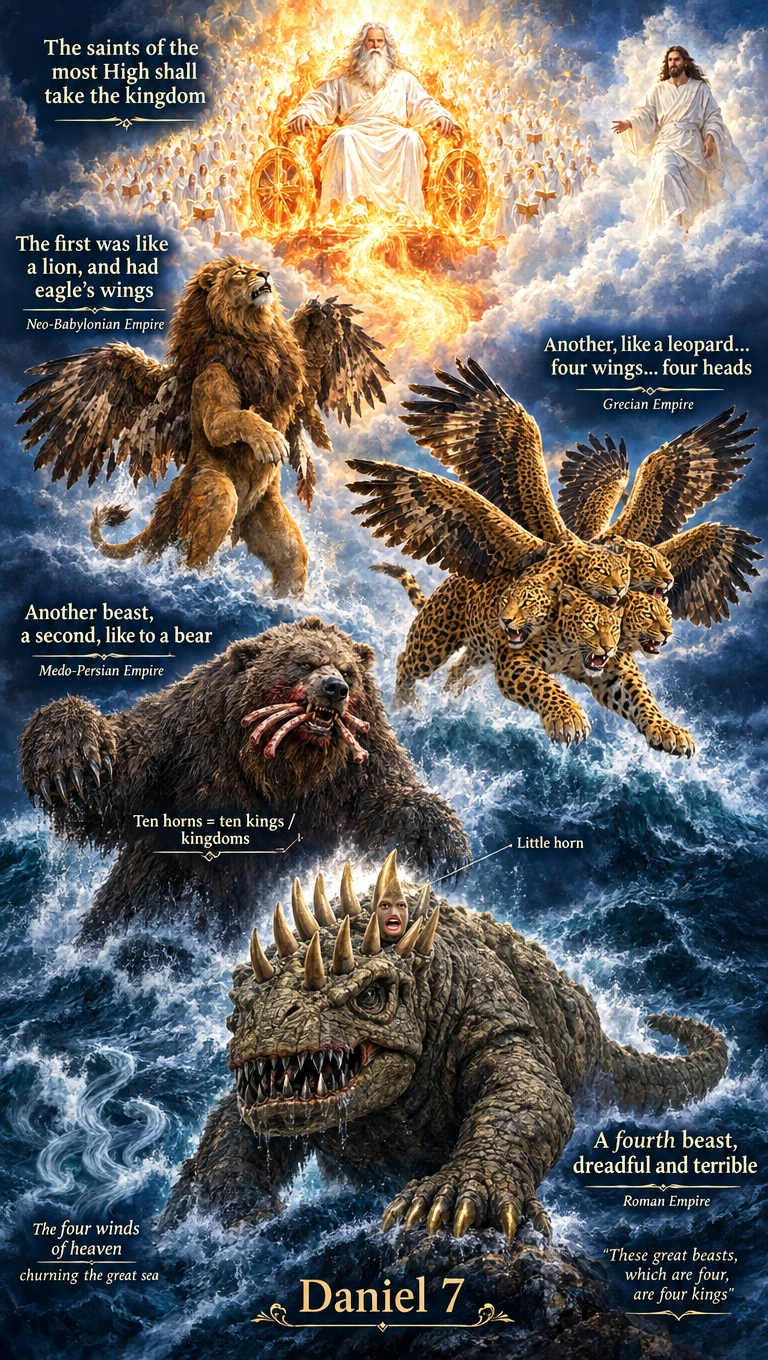 The saints of the
most High shall
take the kingdom
The first was like
a lion, and had
eagle's wings
Neo-Babylonian Empire
Another, like a leopard...
four wings... four heads
Grecian Empire
Another beast,
a second, like to a bear
Medo-Persian Empire
Ten horns = ten kings /
kingdoms
Little horn
A fourth beast,
dreadful and terrible
Roman Empire
The four winds
of heaven
churning the great sea
"These great beasts,
which are four,
are four kings"
Daniel 7